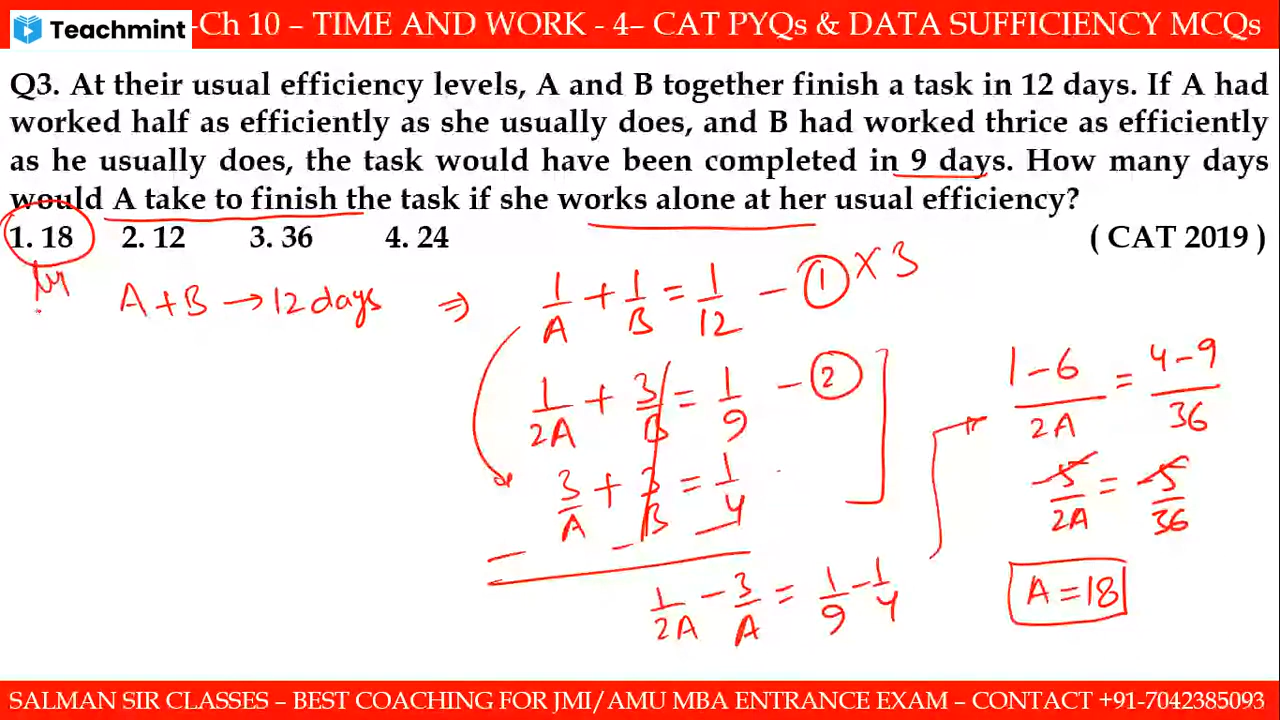 Teachmint
-Ch 10 – TIME AND WORK - 4– CAT PYQs & DATA SUFFICIENCY MCQs
Q3. At their usual efficiency levels, A and B together finish a task in 12 days. If A had
worked half as efficiently as she usually does, and B had worked thrice as efficiently
as he usually does, the task would have been completed in 9 days. How many days
would A take to finish the task if she works alone at her usual efficiency?
1. 18 2. 12 3. 36 4. 24 ( CAT 2019 )
A + B → 12 days ⇒ 1/A + 1/B = 1/12 – ① × 3
1/2A + 3/B = 1/9 – ②
3/A + 3/B = 1/4
– – –
1/2A – 3/A = 1/9 – 1/4
1 – 6/2A = 4 – 9/36
–5/2A = –5/36
A = 18
SALMAN SIR CLASSES – BEST COACHING FOR JMI/AMU MBA ENTRANCE EXAM – CONTACT +91-7042385093